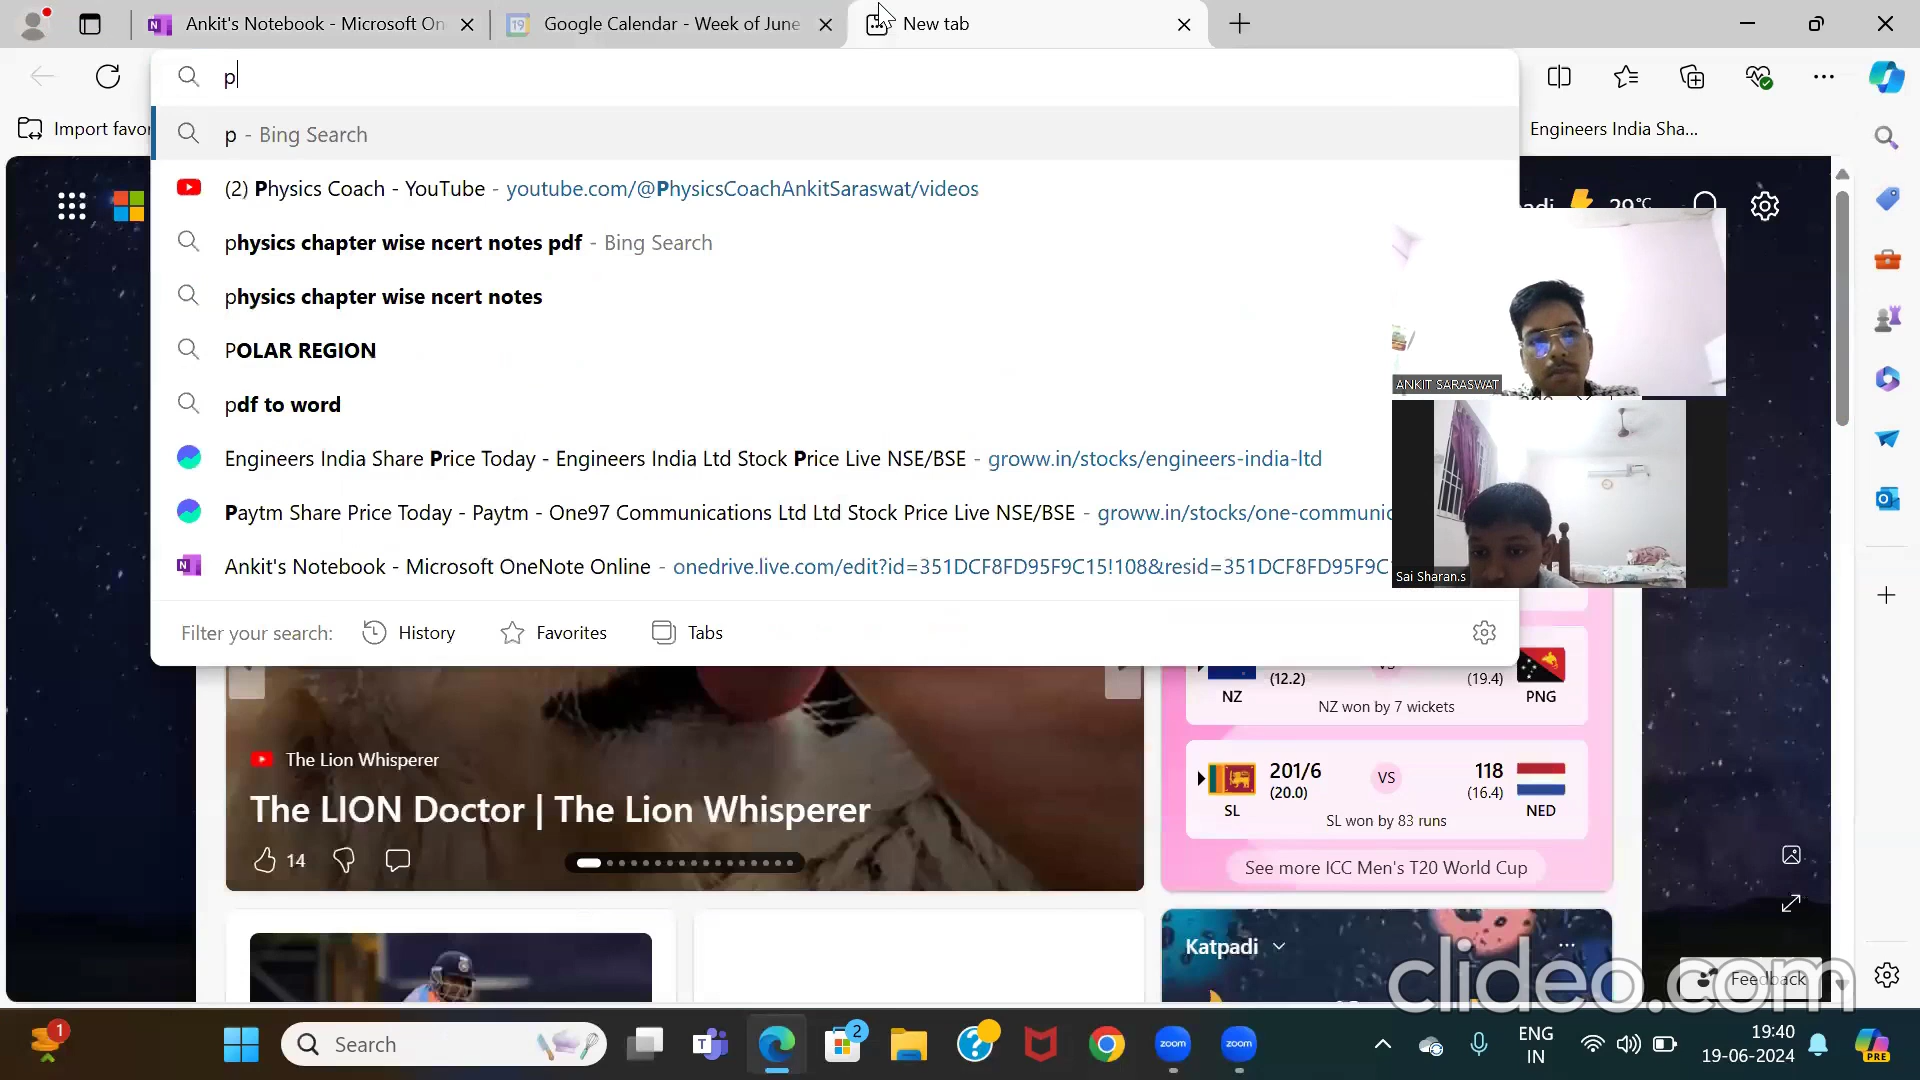 Ankit's Notebook - Microsoft On
Google Calendar - Week of June
New tab
p
Import favor
Engineers India Sha...
p - Bing Search
(2) Physics Coach - YouTube - youtube.com/@PhysicsCoachAnkitSaraswat/videos
29°C
physics chapter wise ncert notes pdf - Bing Search
physics chapter wise ncert notes
POLAR REGION
ANKIT SARASWAT
pdf to word
Engineers India Share Price Today - Engineers India Ltd Stock Price Live NSE/BSE - groww.in/stocks/engineers-india-ltd
Paytm Share Price Today - Paytm - One97 Communications Ltd Ltd Stock Price Live NSE/BSE - groww.in/stocks/one-communic
Ankit's Notebook - Microsoft OneNote Online - onedrive.live.com/edit?id=351DCF8FD95F9C15!108&resid=351DCF8FD95F9C
Sai Sharan.s
Filter your search: History Favorites Tabs
(12.2) (19.4)
NZ PNG
NZ won by 7 wickets
The Lion Whisperer
The LION Doctor | The Lion Whisperer
14
201/6 VS 118
(20.0) (16.4)
SL NED
SL won by 83 runs
See more ICC Men's T20 World Cup
Katpadi
Feedback
clideo.com
1
Search
2
zoom
zoom
ENG
IN
19:40
19-06-2024
PRE